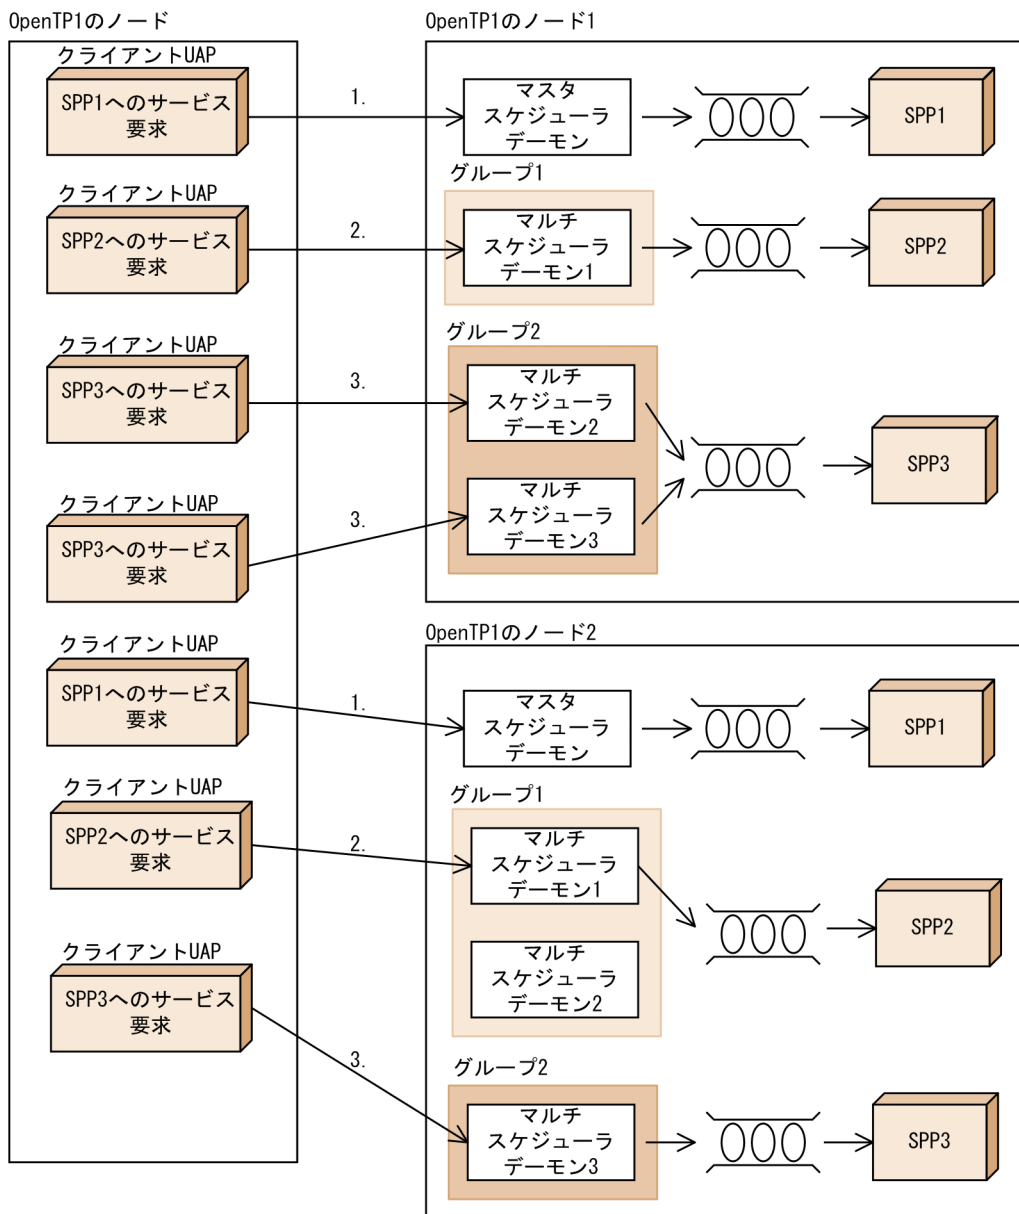 OpenTP1のノード
クライアントUAP
SPP1へのサービス
要求
クライアントUAP
SPP2へのサービス
要求
クライアントUAP
SPP3へのサービス
要求
クライアントUAP
SPP3へのサービス
要求
クライアントUAP
SPP1へのサービス
要求
クライアントUAP
SPP2へのサービス
要求
クライアントUAP
SPP3へのサービス
要求
1.
2.
3.
3.
1.
2.
3.
OpenTP1のノード1
マスタ
スケジューラ
デーモン
SPP1
グループ1
マルチ
スケジューラ
デーモン1
SPP2
グループ2
マルチ
スケジューラ
デーモン2
マルチ
スケジューラ
デーモン3
SPP3
OpenTP1のノード2
マスタ
スケジューラ
デーモン
SPP1
グループ1
マルチ
スケジューラ
デーモン1
マルチ
スケジューラ
デーモン2
SPP2
グループ2
マルチ
スケジューラ
デーモン3
SPP3